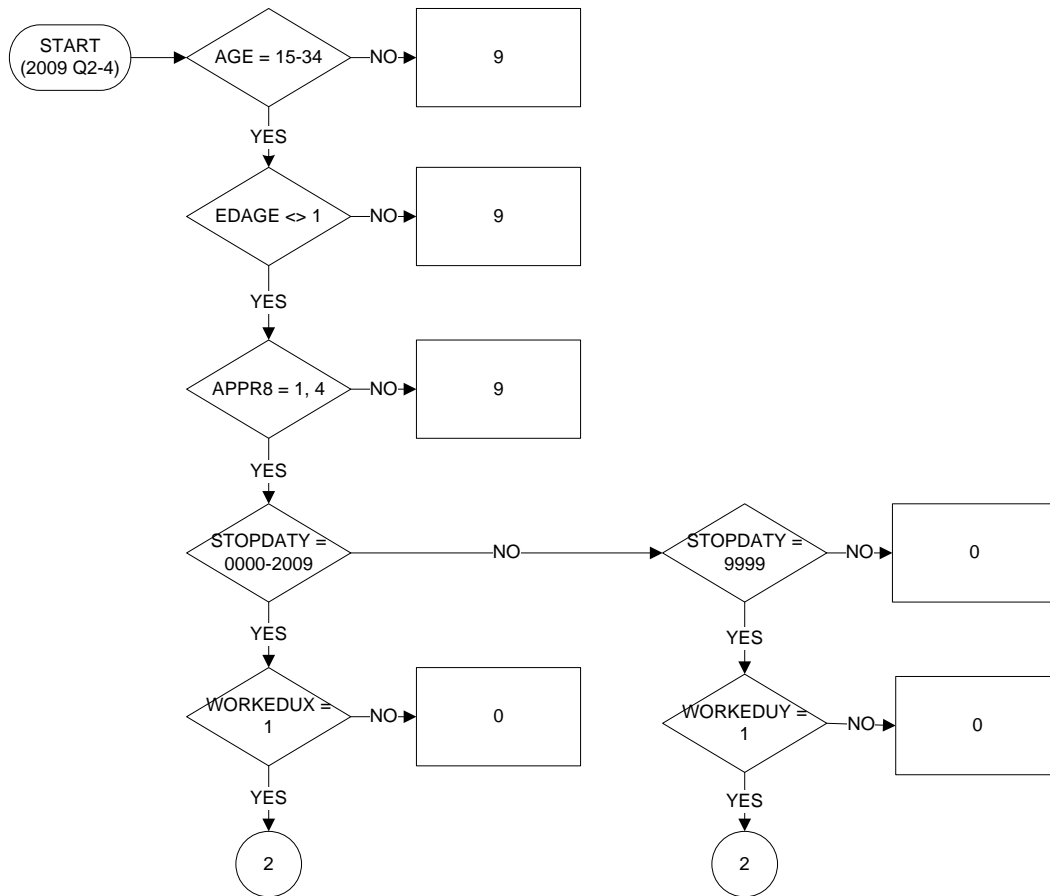 START
(2009 Q2-4)
AGE = 15-34
NO
9
YES
EDAGE <> 1
NO
9
YES
APPR8 = 1, 4
NO
9
YES
STOPDATY =
0000-2009
NO
STOPDATY =
9999
NO
0
YES
YES
WORKEDUX =
1
NO
0
WORKEDUY =
1
NO
0
YES
YES
2
2